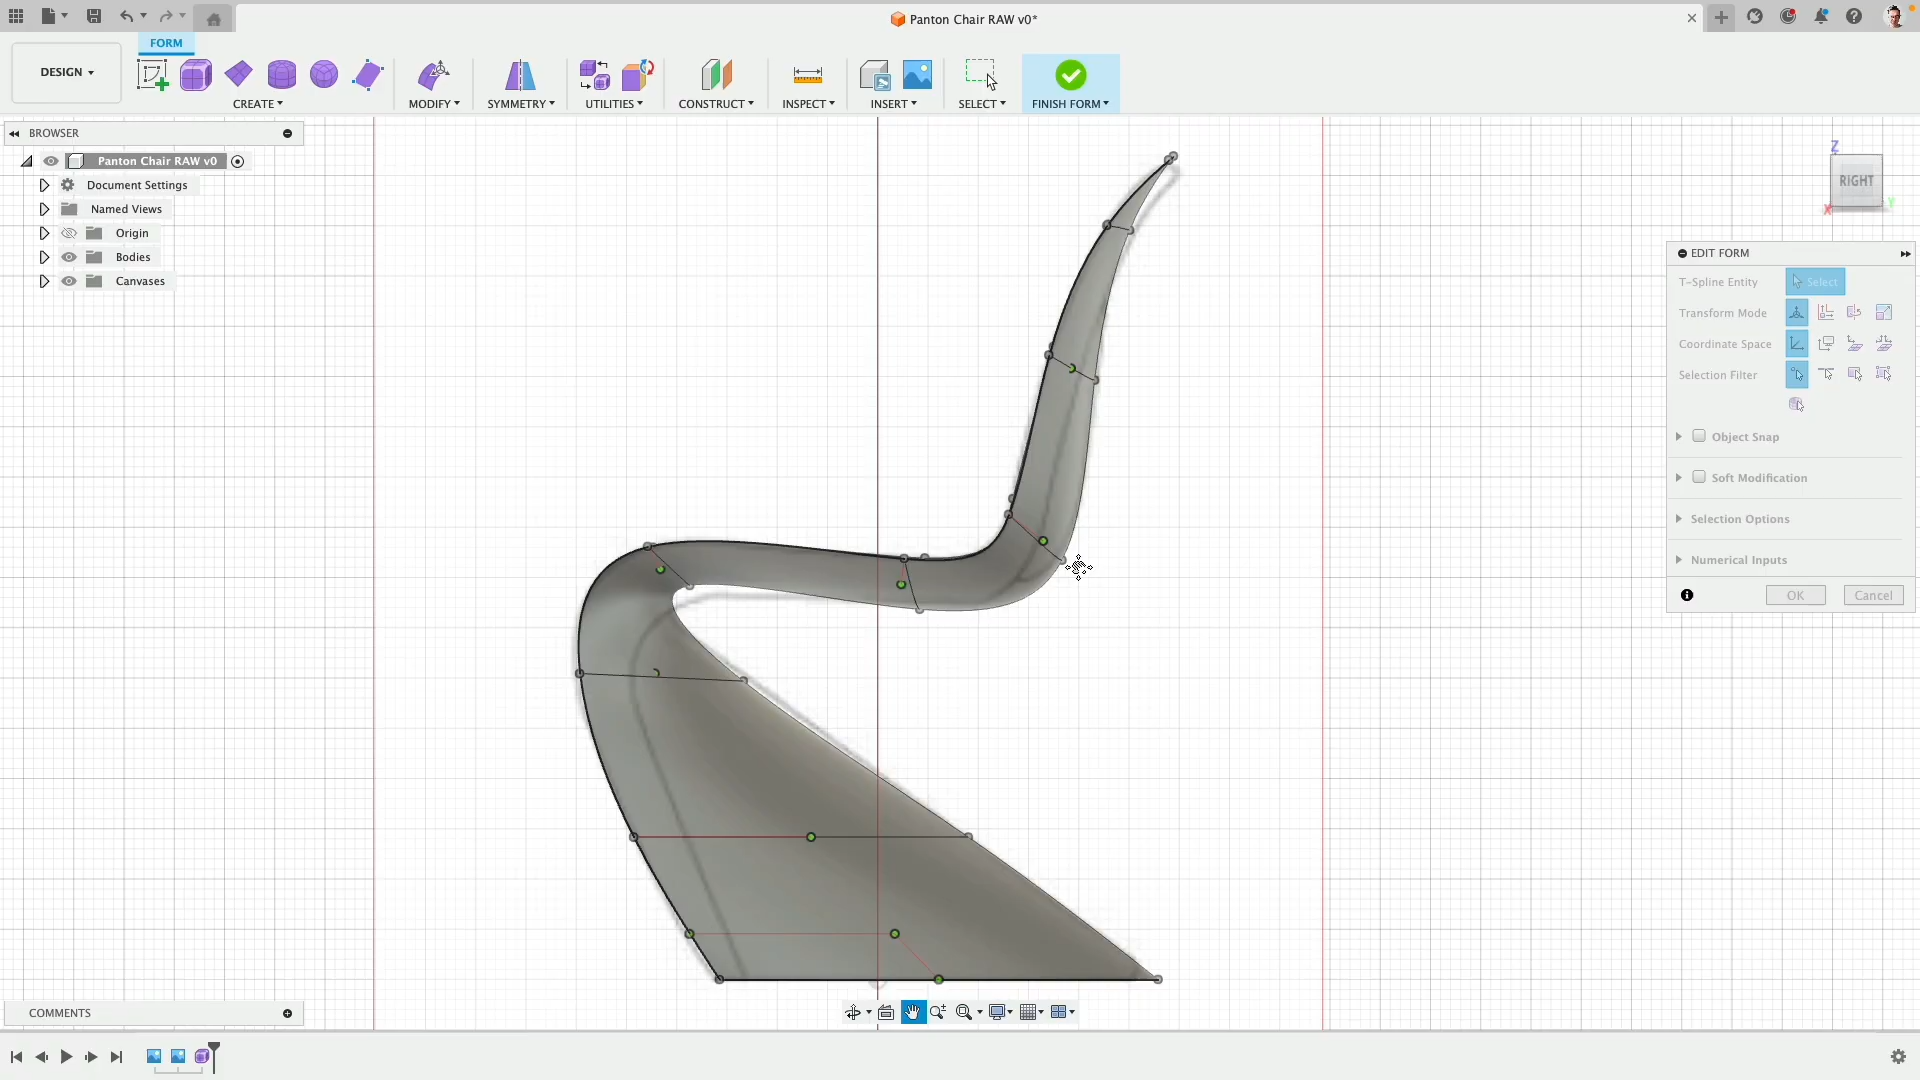 Panton Chair RAW v0*
FORM
DESIGN
CREATE
MODIFY
SYMMETRY
UTILITIES
CONSTRUCT
INSPECT
INSERT
SELECT
FINISH FORM
BROWSER
Panton Chair RAW v0
Document Settings
Named Views
Origin
Bodies
Canvases
Z
RIGHT
X
Y
EDIT FORM
T-Spline Entity
Select
Transform Mode
Coordinate Space
Selection Filter
Object Snap
Soft Modification
Selection Options
Numerical Inputs
OK
Cancel
COMMENTS